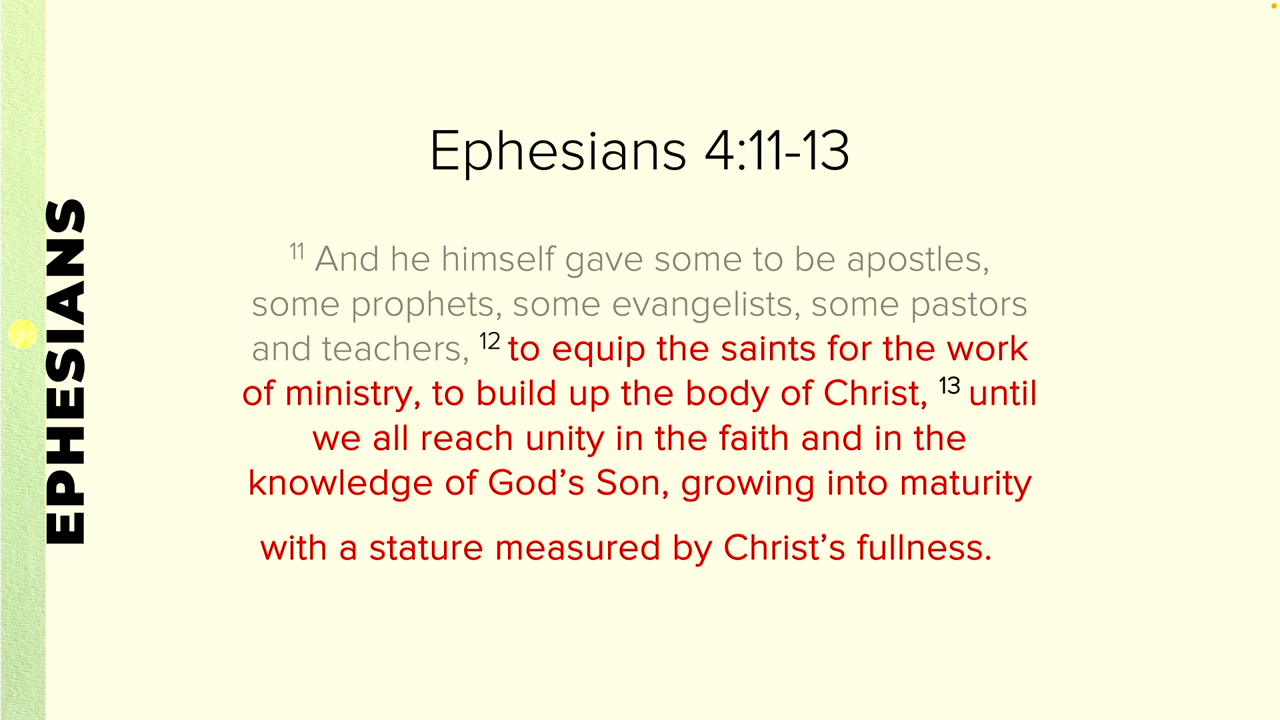 Ephesians 4:11-13
EPHESIANS
11 And he himself gave some to be apostles,
some prophets, some evangelists, some pastors
and teachers, 12 to equip the saints for the work
of ministry, to build up the body of Christ, 13 until
we all reach unity in the faith and in the
knowledge of God’s Son, growing into maturity
with a stature measured by Christ’s fullness.